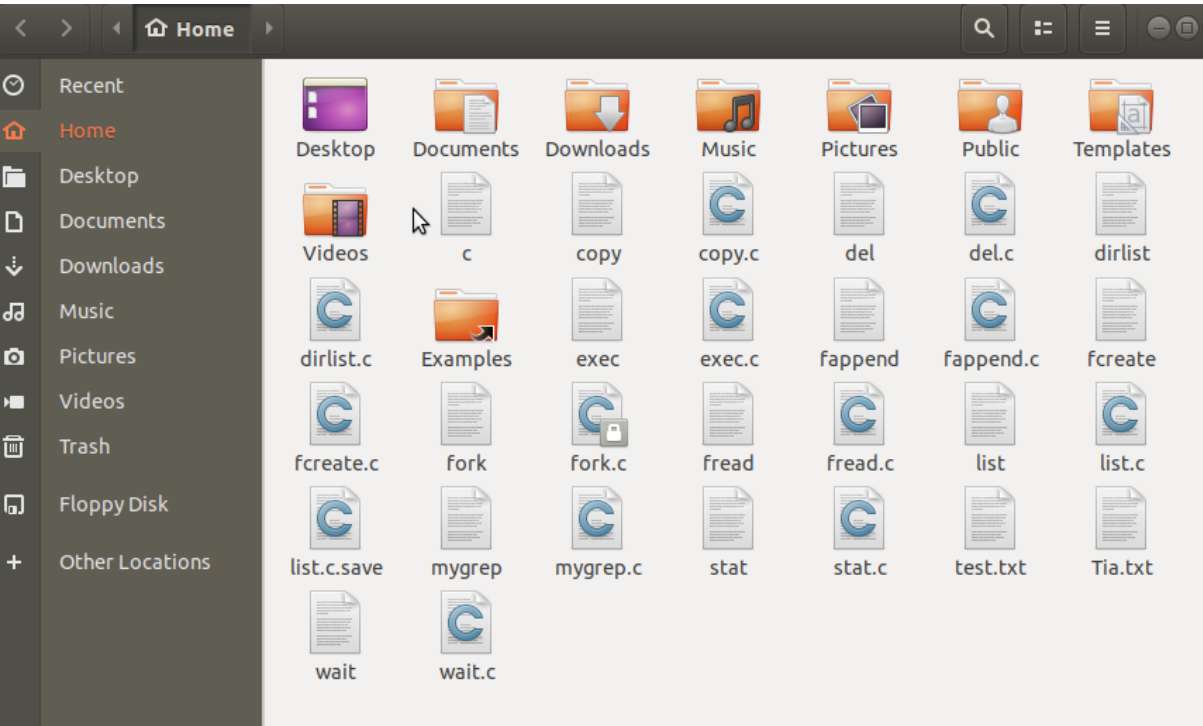 Home
Recent
Home
Desktop
Documents
Downloads
Music
Pictures
Videos
Trash
Floppy Disk
Other Locations
Desktop Documents Downloads Music Pictures Public Templates
Videos c copy copy.c del del.c dirlist
dirlist.c Examples exec exec.c fappend fappend.c fcreate
fcreate.c fork fork.c fread fread.c list list.c
list.c.save mygrep mygrep.c stat stat.c test.txt Tia.txt
wait wait.c